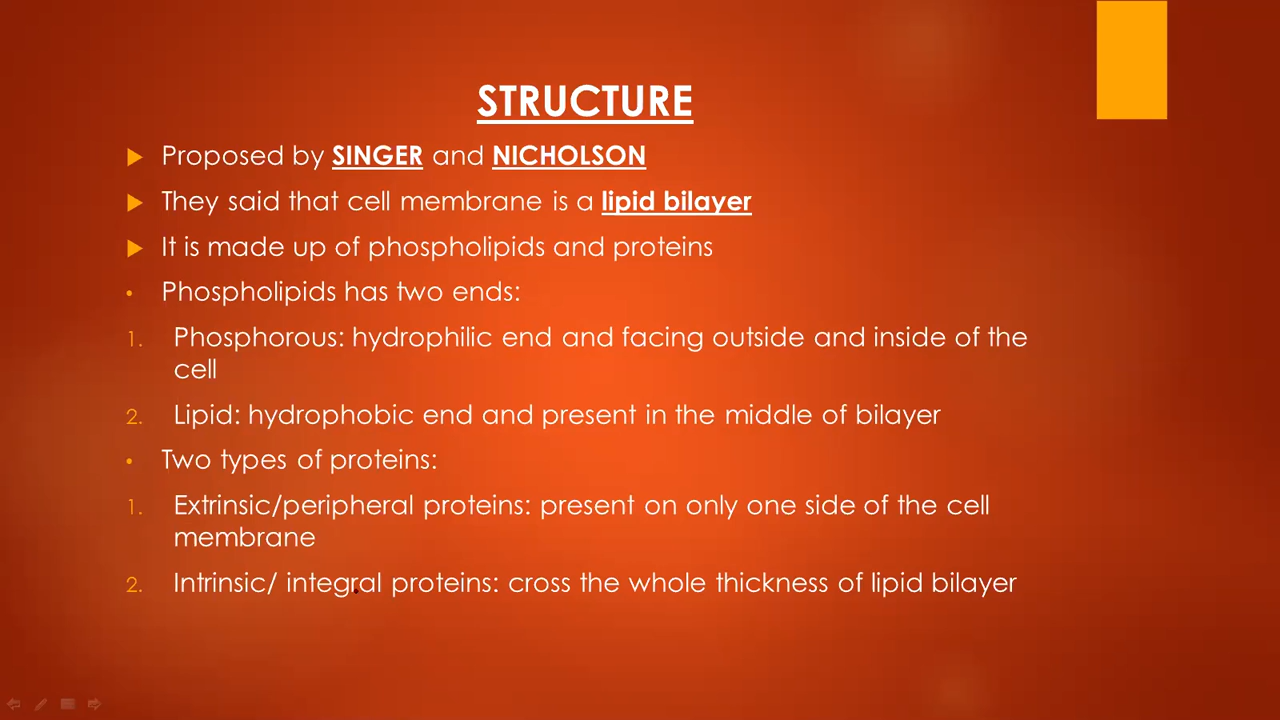 STRUCTURE
Proposed by SINGER and NICHOLSON
They said that cell membrane is a lipid bilayer
It is made up of phospholipids and proteins
• Phospholipids has two ends:
1. Phosphorous: hydrophilic end and facing outside and inside of the
cell
2. Lipid: hydrophobic end and present in the middle of bilayer
• Two types of proteins:
1. Extrinsic/peripheral proteins: present on only one side of the cell
membrane
2. Intrinsic/ integral proteins: cross the whole thickness of lipid bilayer